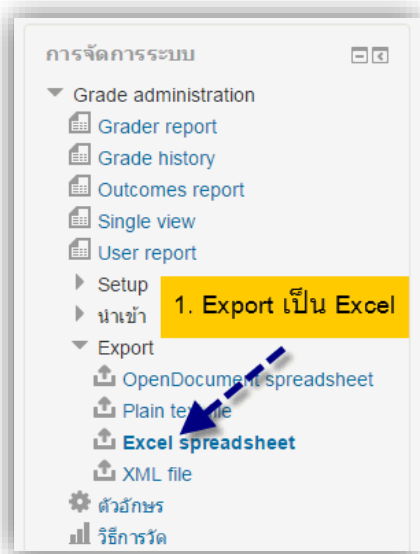 การจัดการระบบ
Grade administration
Grader report
Grade history
Outcomes report
Single view
User report
Setup
นำเข้า
1. Export เป็น Excel
Export
OpenDocument spreadsheet
Plain text file
Excel spreadsheet
XML file
ตัวอักษร
วิธีการวัด